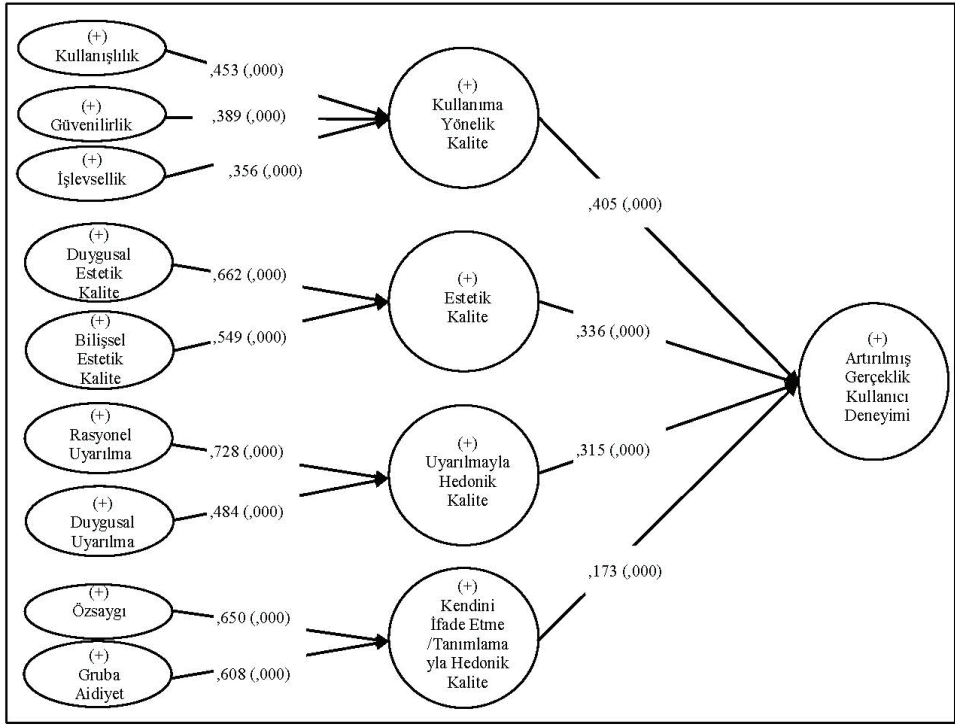 (+)
Kullanışlılık
,453 (,000)
(+)
Güvenilirlik
,389 (,000)
(+)
İşlevsellik
,356 (,000)
(+)
Kullanıma
Yönelik
Kalite
,405 (,000)
(+)
Duygusal
Estetik
Kalite
,662 (,000)
(+)
Bilişsel
Estetik
Kalite
,549 (,000)
(+)
Estetik
Kalite
,336 (,000)
(+)
Rasyonel
Uyarılma
,728 (,000)
(+)
Duygusal
Uyarılma
,484 (,000)
(+)
Uyarılmayla
Hedonik
Kalite
,315 (,000)
(+)
Özsaygı
,650 (,000)
(+)
Gruba
Aidiyet
,608 (,000)
(+)
Kendini
İfade Etme
/Tanımlama
yla Hedonik
Kalite
,173 (,000)
(+)
Artırılmış
Gerçeklik
Kullanıcı
Deneyimi